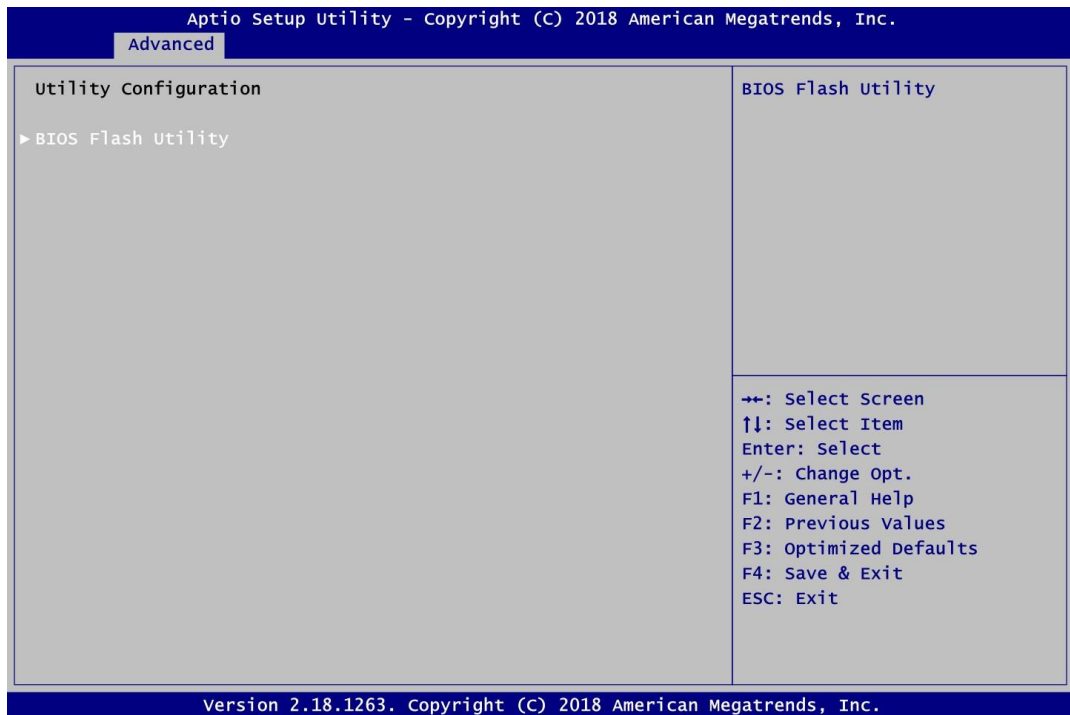 Aptio Setup Utility - Copyright (C) 2018 American Megatrends, Inc.
Advanced
Utility Configuration
►BIOS Flash Utility
BIOS Flash Utility
→←: Select Screen
↑↓: Select Item
Enter: Select
+/-: Change Opt.
F1: General Help
F2: Previous Values
F3: Optimized Defaults
F4: Save & Exit
ESC: Exit
Version 2.18.1263. Copyright (C) 2018 American Megatrends, Inc.